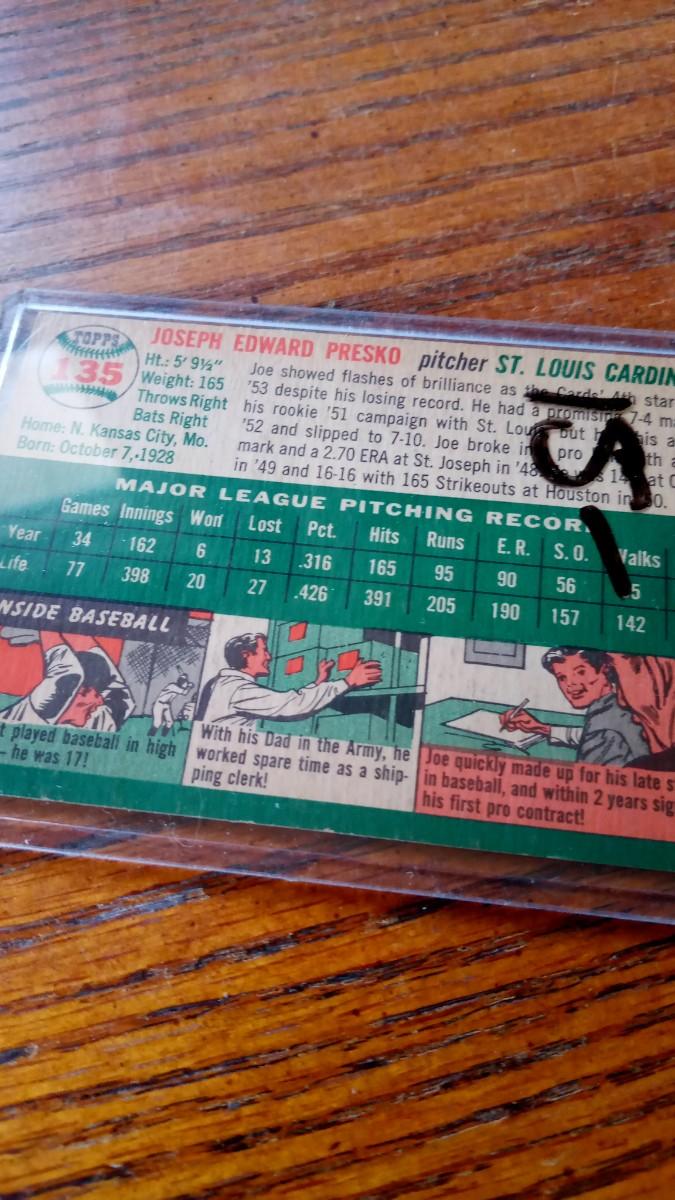 TOPPS
135
JOSEPH EDWARD PRESKO pitcher ST. LOUIS CARDIN
Ht.: 5' 9½"
Weight: 165
Throws Right
Bats Right
Home: N. Kansas City, Mo.
Born: October 7, 1928
Joe showed flashes of brilliance as the Cards' 4th star
'53 despite his losing record. He had a promising 7-4 m
his rookie '51 campaign with St. Lou but his a
'52 and slipped to 7-10. Joe broke in pro th a
mark and a 2.70 ERA at St. Joseph in '48 14 at C
in '49 and 16-16 with 165 Strikeouts at Houston in 50.
MAJOR LEAGUE PITCHING RECOR
Games Innings Won Lost Pct. Hits Runs E. R. S. O. Walks
Year 34 162 6 13 .316 165 95 90 56 5
Life 77 398 20 27 .426 391 205 190 157 142
NSIDE BASEBALL
t played baseball in high
– he was 17!
With his Dad in the Army, he
worked spare time as a ship-
ping clerk!
Joe quickly made up for his late s
in baseball, and within 2 years sig
his first pro contract!